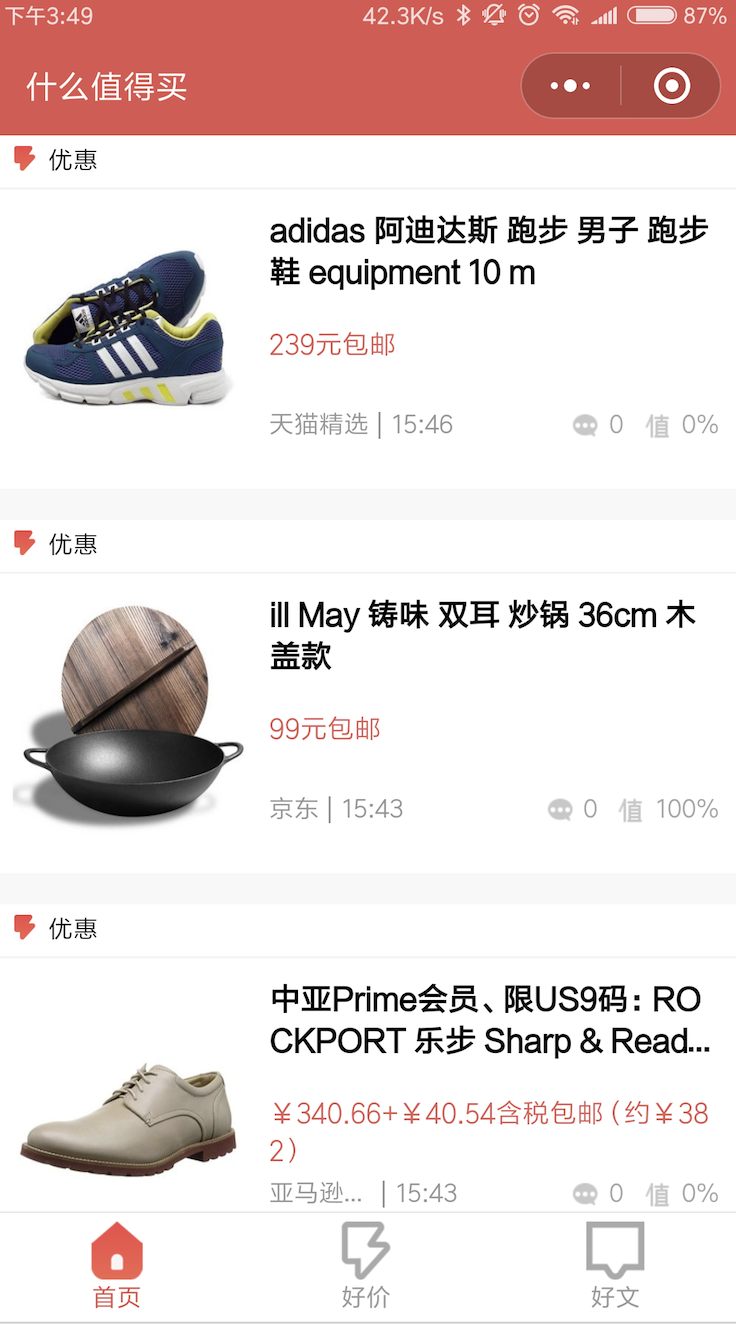 下午3:49 42.3K/s 87%
什么值得买
优惠
adidas 阿迪达斯 跑步 男子 跑步
鞋 equipment 10 m
239元包邮
天猫精选 | 15:46 0 值 0%
优惠
ill May 铸味 双耳 炒锅 36cm 木
盖款
99元包邮
京东 | 15:43 0 值 100%
优惠
中亚Prime会员、限US9码：RO
CKPORT 乐步 Sharp & Read...
￥340.66+￥40.54含税包邮（约￥38
2）
亚马逊... | 15:43 0 值 0%
首页 好价 好文